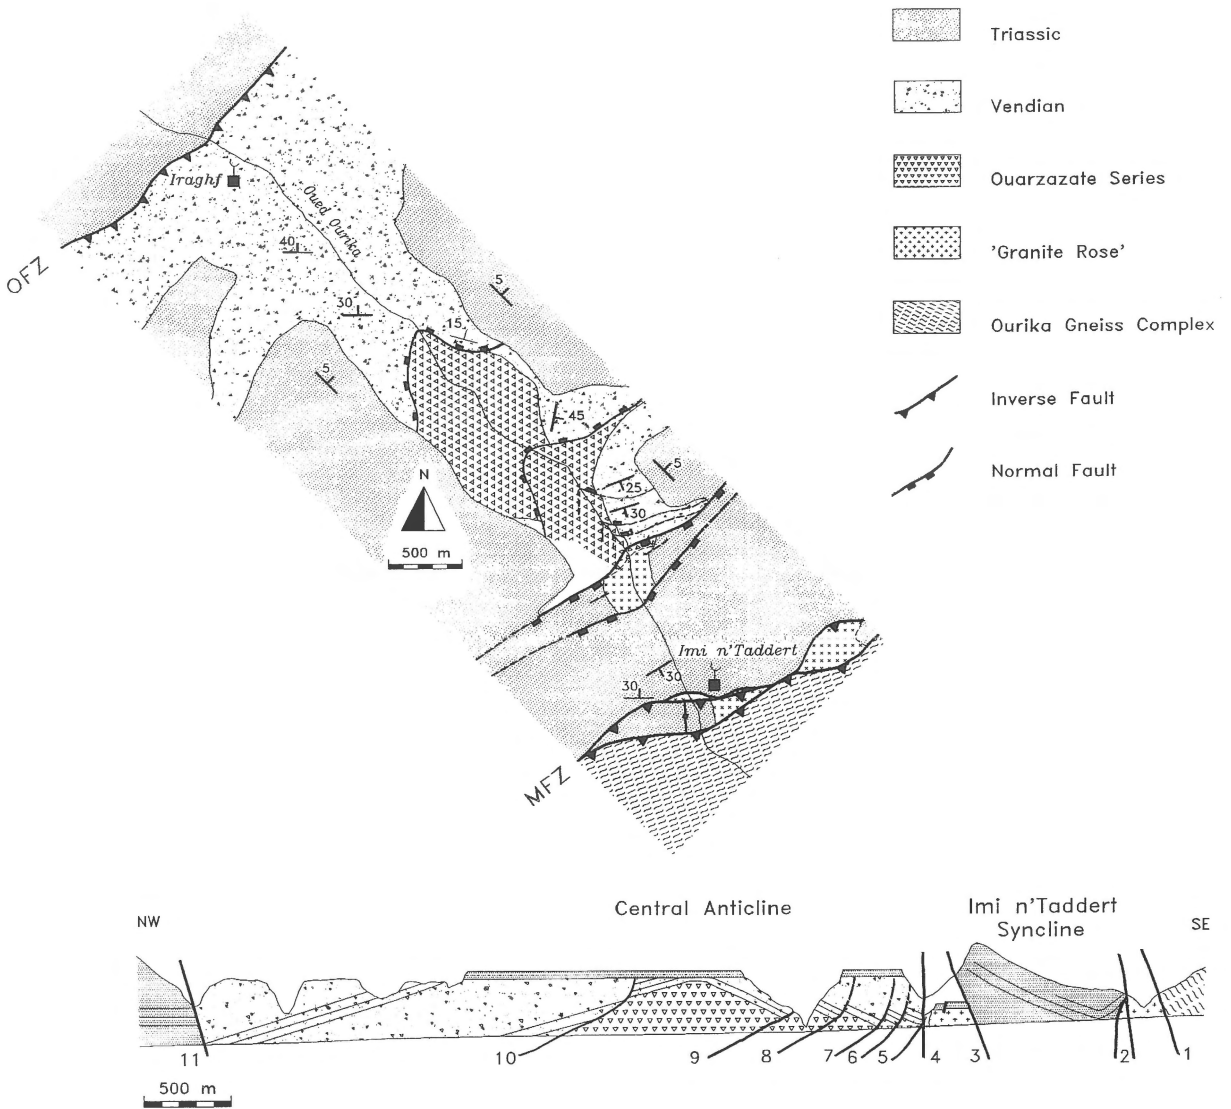 Triassic
Vendian
Ouarzazate Series
'Granite Rose'
Ourika Gneiss Complex
Inverse Fault
Normal Fault
Iraghf
Oued Ourika
OFZ
40
30
5
15
5
45
5
25
30
N
500 m
Imi n'Taddert
30
30
MFZ
Central Anticline
Imi n'Taddert
Syncline
NW
SE
11
10
9
8
7
6
5
4
3
2
1
500 m